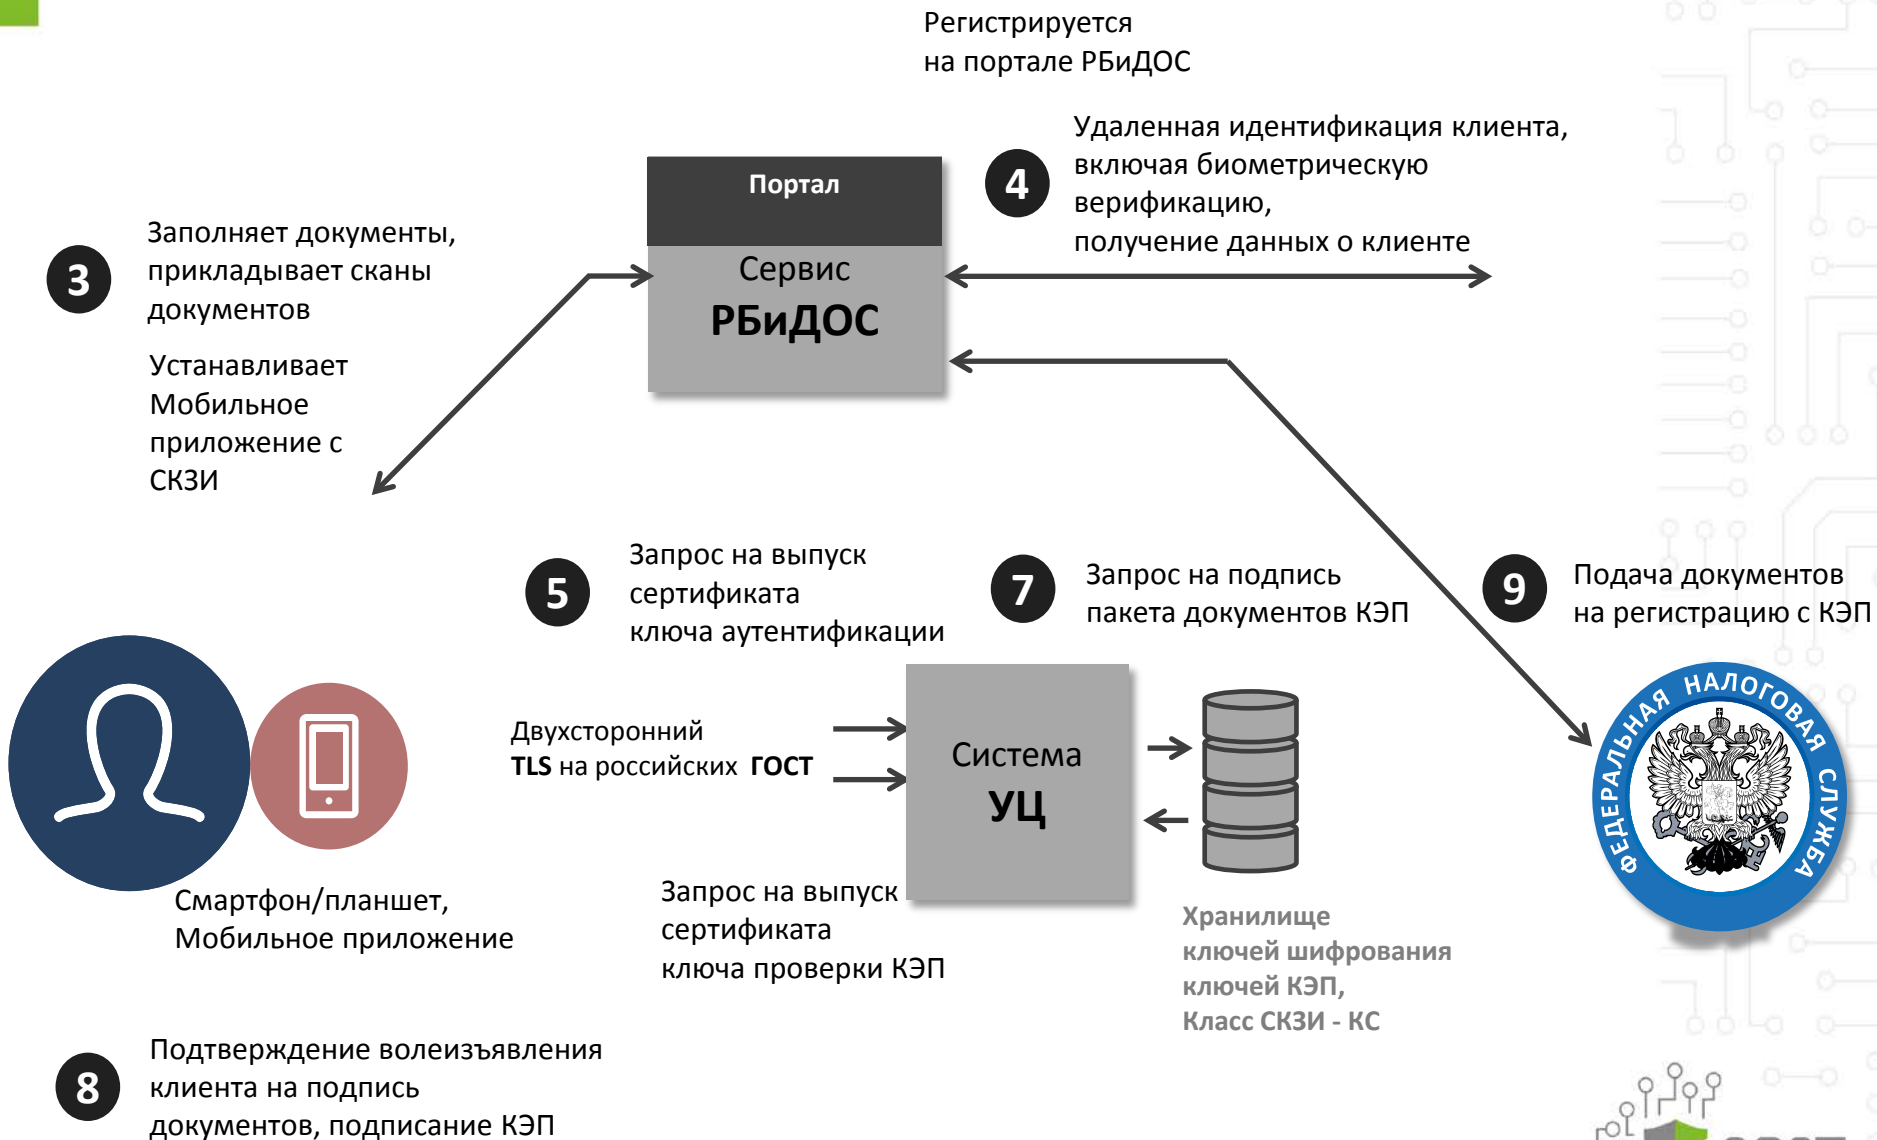 Регистрируется
на портале РБиДОС
4
Удаленная идентификация клиента,
включая биометрическую
верификацию,
получение данных о клиенте
Портал
Сервис
РБиДОС
3
Заполняет документы,
прикладывает сканы
документов
Устанавливает
Мобильное
приложение с
СКЗИ
5
Запрос на выпуск
сертификата
ключа аутентификации
7
Запрос на подпись
пакета документов КЭП
9
Подача документов
на регистрацию с КЭП
Двухсторонний
TLS на российских ГОСТ
Система
УЦ
ФЕДЕРАЛЬНАЯ НАЛОГОВАЯ СЛУЖБА
Смартфон/планшет,
Мобильное приложение
Запрос на выпуск
сертификата
ключа проверки КЭП
Хранилище
ключей шифрования
ключей КЭП,
Класс СКЗИ - КС
8
Подтверждение волеизъявления
клиента на подпись
документов, подписание КЭП